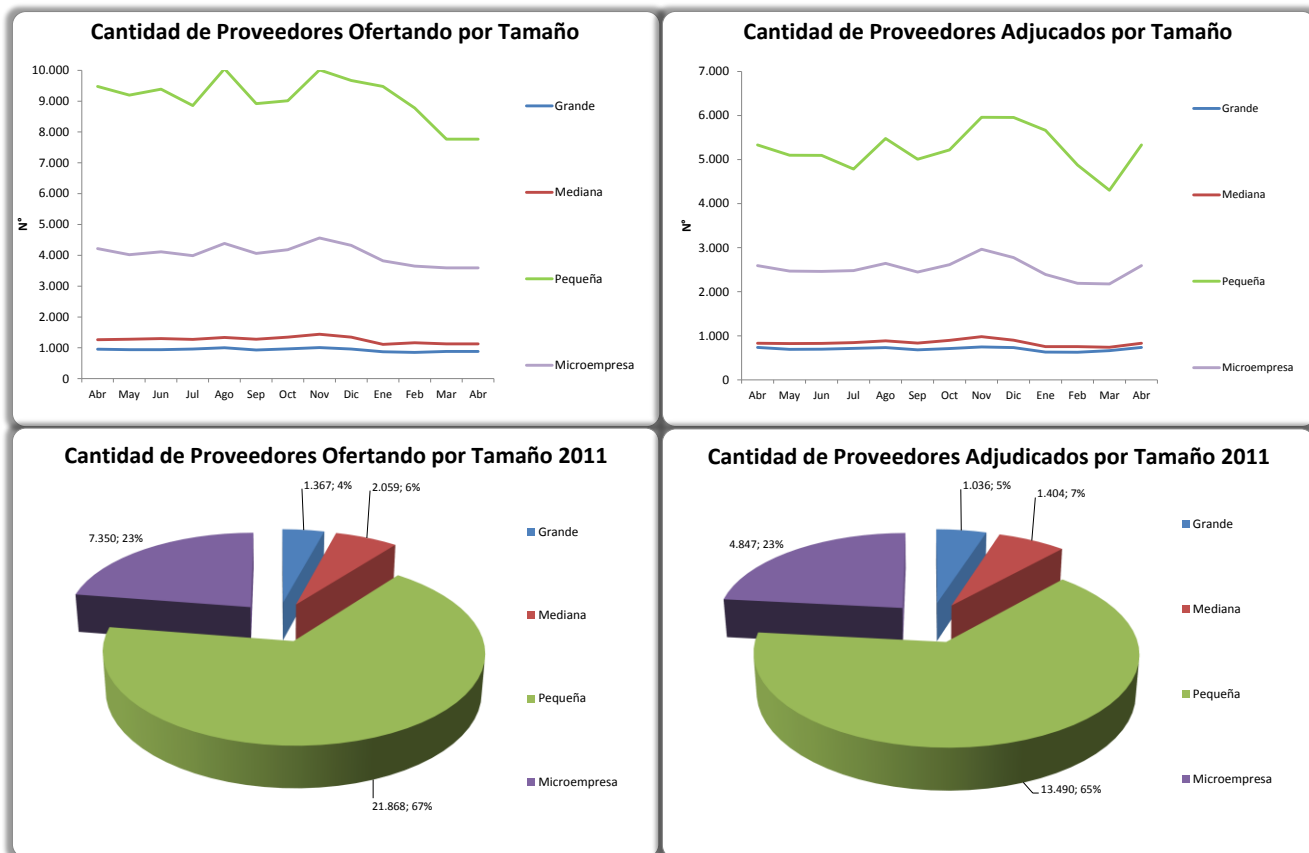 Cantidad de Proveedores Ofertando por Tamaño
10.000
9.000
8.000
7.000
6.000
5.000
4.000
3.000
2.000
1.000
0
N°
Abr May Jun Jul Ago Sep Oct Nov Dic Ene Feb Mar Abr
Grande
Mediana
Pequeña
Microempresa
Cantidad de Proveedores Adjucados por Tamaño
7.000
6.000
5.000
4.000
3.000
2.000
1.000
0
N°
Abr May Jun Jul Ago Sep Oct Nov Dic Ene Feb Mar Abr
Grande
Mediana
Pequeña
Microempresa
Cantidad de Proveedores Ofertando por Tamaño 2011
1.367; 4%
2.059; 6%
7.350; 23%
21.868; 67%
Grande
Mediana
Pequeña
Microempresa
Cantidad de Proveedores Adjudicados por Tamaño 2011
1.036; 5%
1.404; 7%
4.847; 23%
13.490; 65%
Grande
Mediana
Pequeña
Microempresa